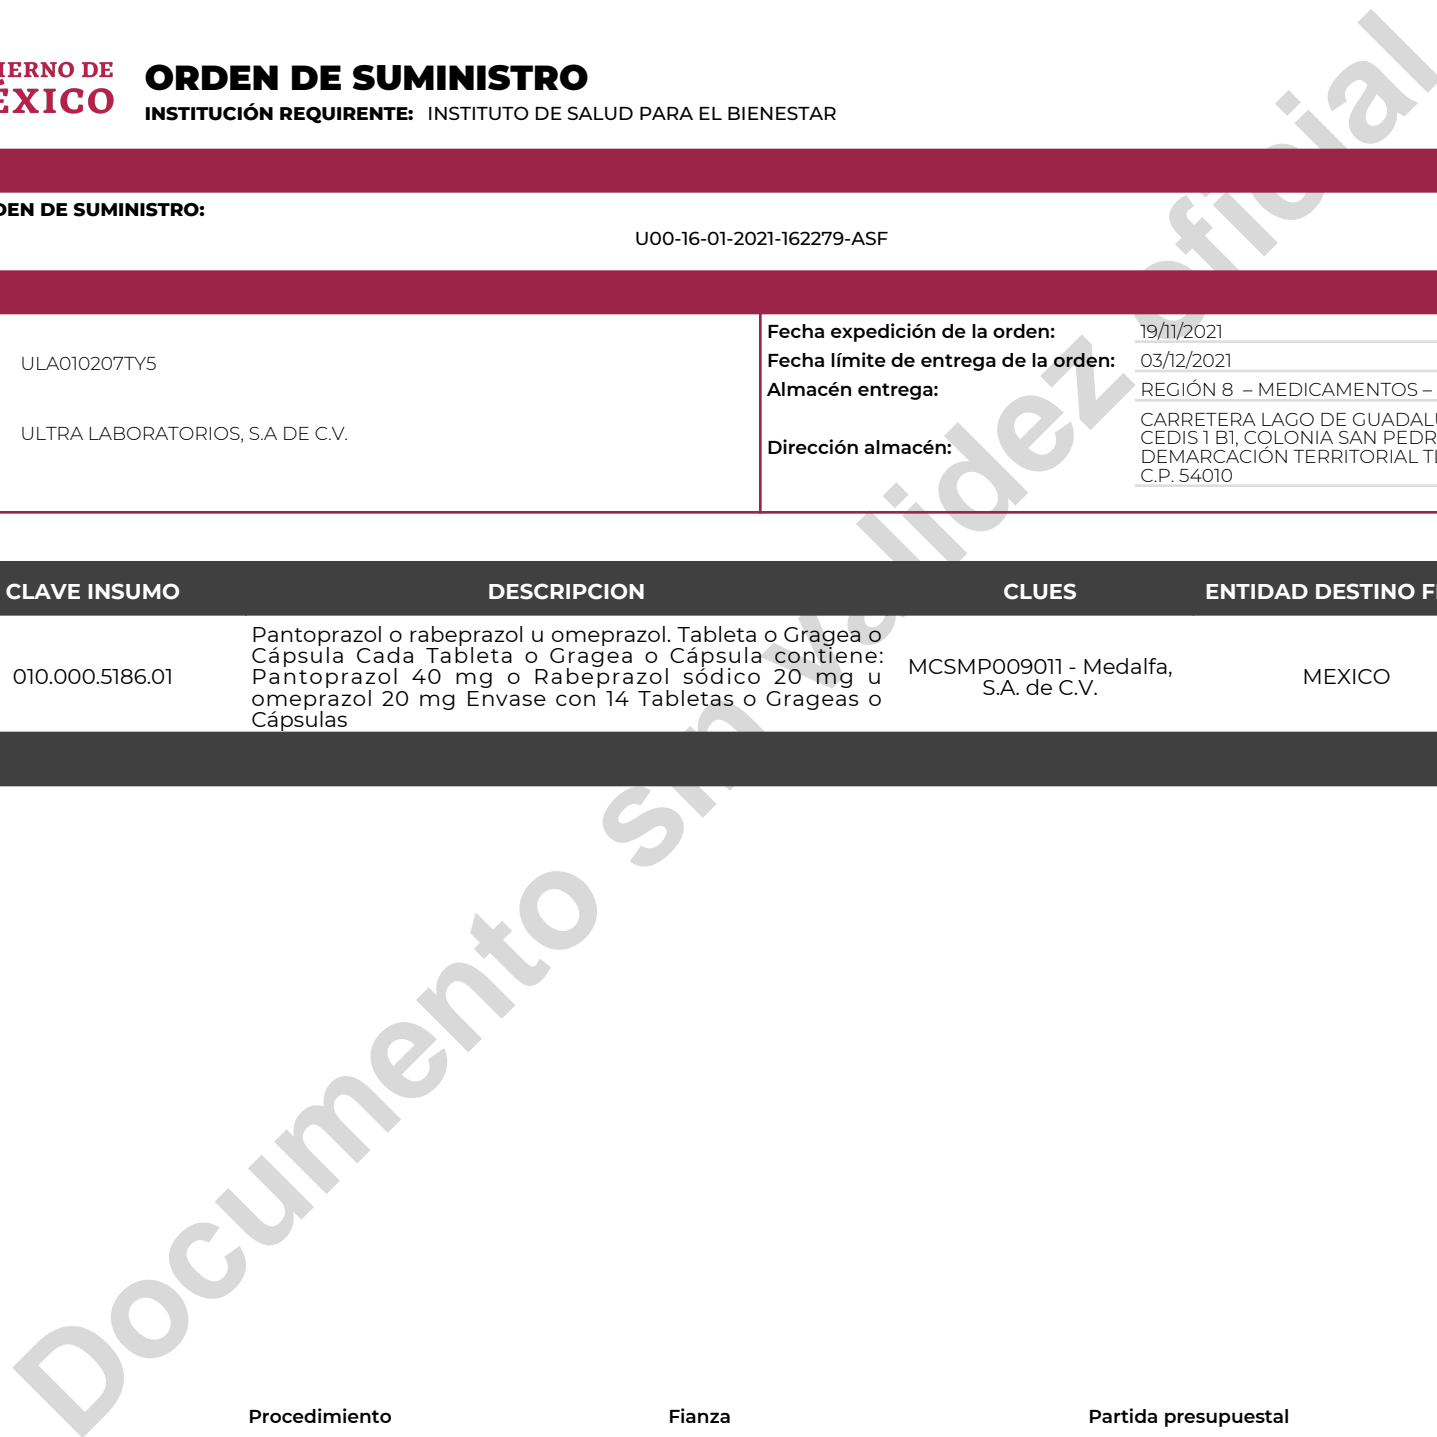 IERNO DE
ÉXICO
ORDEN DE SUMINISTRO
INSTITUCIÓN REQUIRENTE: INSTITUTO DE SALUD PARA EL BIENESTAR
DEN DE SUMINISTRO:
U00-16-01-2021-162279-ASF
ULA010207TY5
ULTRA LABORATORIOS, S.A DE C.V.
Fecha expedición de la orden: 19/11/2021
Fecha límite de entrega de la orden: 03/12/2021
Almacén entrega: REGIÓN 8 – MEDICAMENTOS –
Dirección almacén:
CARRETERA LAGO DE GUADALU
CEDIS 1 B1, COLONIA SAN PEDR
DEMARCACIÓN TERRITORIAL TL
C.P. 54010
CLAVE INSUMO DESCRIPCION CLUES ENTIDAD DESTINO FI
010.000.5186.01
Pantoprazol o rabeprazol u omeprazol. Tableta o Gragea o
Cápsula Cada Tableta o Gragea o Cápsula contiene:
Pantoprazol 40 mg o Rabeprazol sódico 20 mg u
omeprazol 20 mg Envase con 14 Tabletas o Grageas o
Cápsulas
MCSMP009011 - Medalfa,
S.A. de C.V.
MEXICO
Documento sin validez oficial
Procedimiento Fianza Partida presupuestal